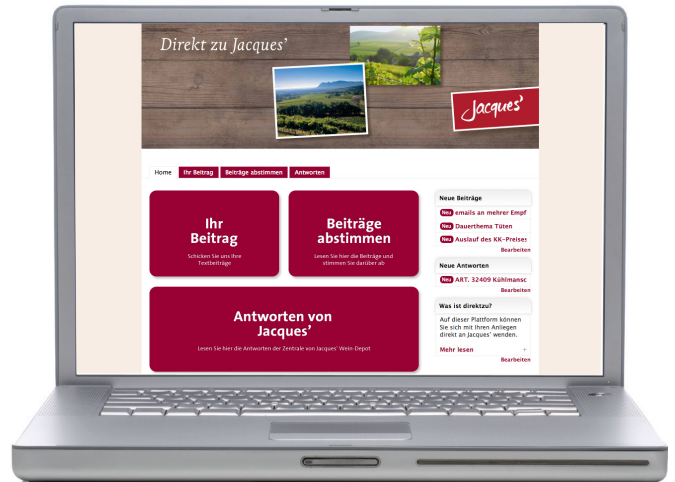 Direkt zu Jacques'
Jacques'
Home Ihr Beitrag Beiträge abstimmen Antworten
Ihr
Beitrag
Schicken Sie uns Ihre
Textbeiträge
Beiträge
abstimmen
Lesen Sie hier die Beiträge und
stimmen Sie darüber ab
Antworten von
Jacques'
Lesen Sie hier die Antworten der Zentrale von Jacques' Wein-Depot
Neue Beiträge
Neu emails an mehrer Empf
Neu Dauerthema Tüten
Neu Auslauf des KK-Preises
Bearbeiten
Neue Antworten
Neu ART. 32409 Kühlmansc
Bearbeiten
Was ist direktzu?
Auf dieser Plattform können
Sie sich mit Ihren Anliegen
direkt an Jacques' wenden.
Mehr lesen +
Bearbeiten